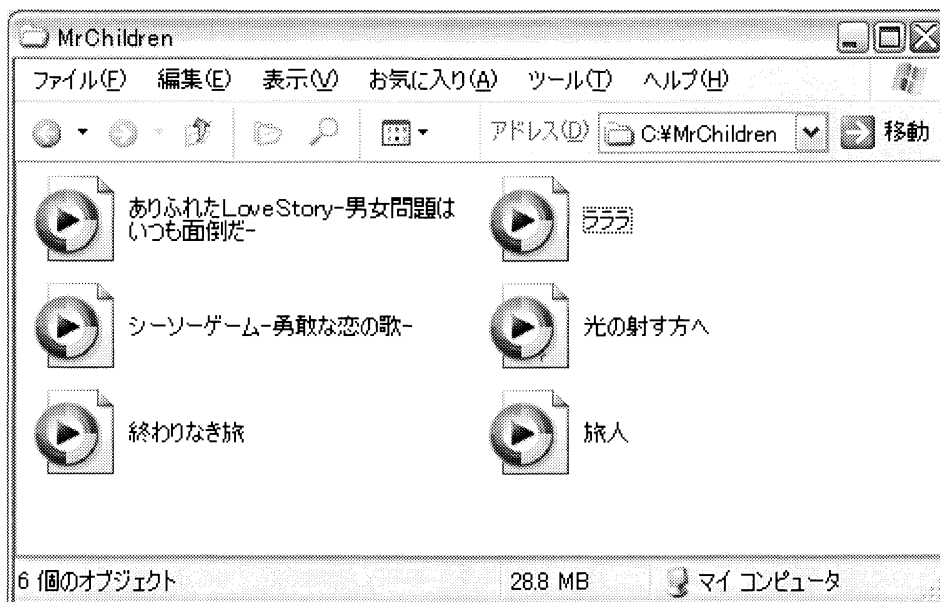 MrChildren
ファイル(F) 編集(E) 表示(V) お気に入り(A) ツール(T) ヘルプ(H)
アドレス(D) C:¥MrChildren 移動
ありふれたLoveStory-男女問題は
いつも面倒だ-
ラララ
シーソーゲーム-勇敢な恋の歌-
光の射す方へ
終わりなき旅
旅人
6 個のオブジェクト 28.8 MB マイ コンピュータ